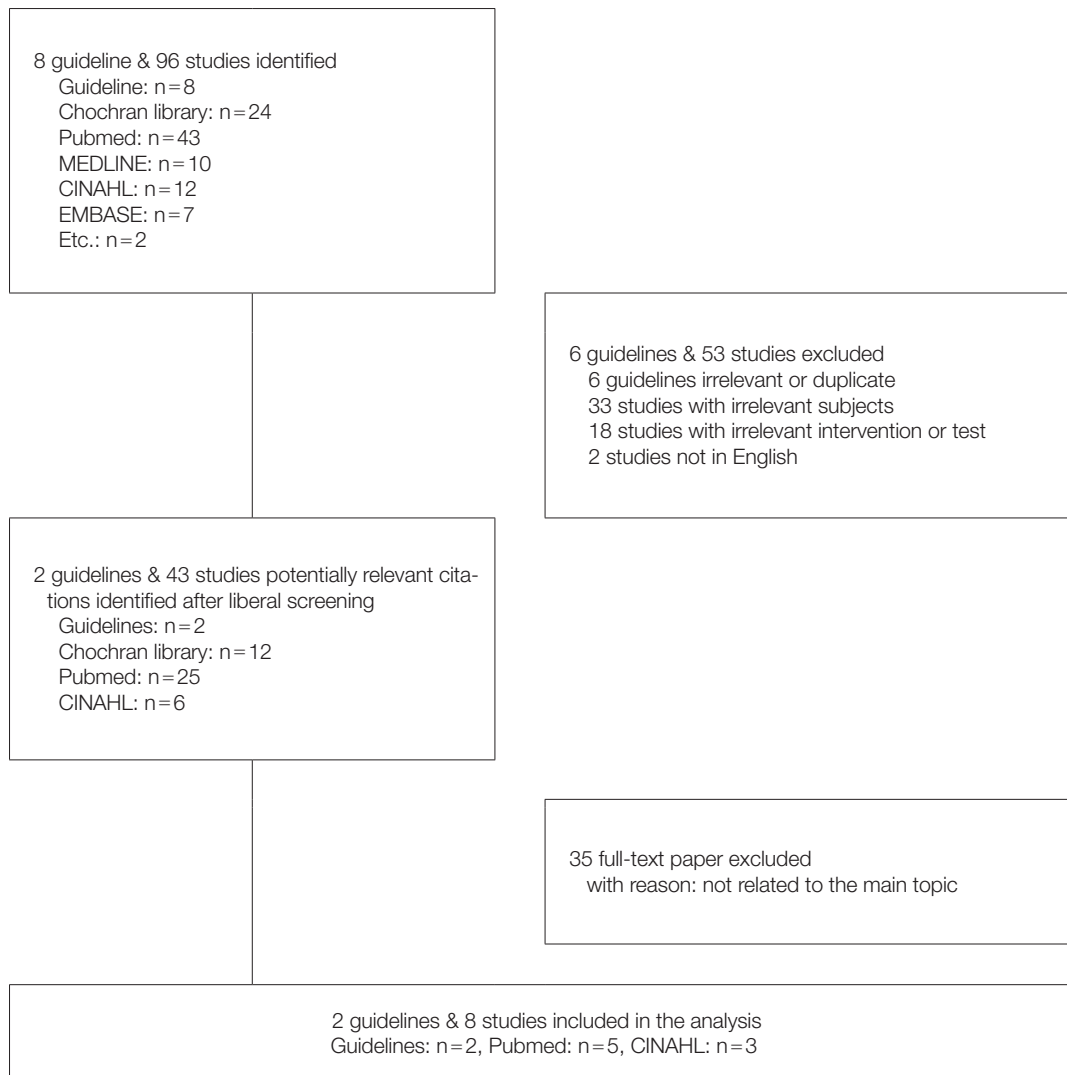 8 guideline & 96 studies identified
Guideline: n=8
Chochran library: n=24
Pubmed: n=43
MEDLINE: n=10
CINAHL: n=12
EMBASE: n=7
Etc.: n=2
6 guidelines & 53 studies excluded
6 guidelines irrelevant or duplicate
33 studies with irrelevant subjects
18 studies with irrelevant intervention or test
2 studies not in English
2 guidelines & 43 studies potentially relevant cita-
tions identified after liberal screening
Guidelines: n=2
Chochran library: n=12
Pubmed: n=25
CINAHL: n=6
35 full-text paper excluded
with reason: not related to the main topic
2 guidelines & 8 studies included in the analysis
Guidelines: n=2, Pubmed: n=5, CINAHL: n=3